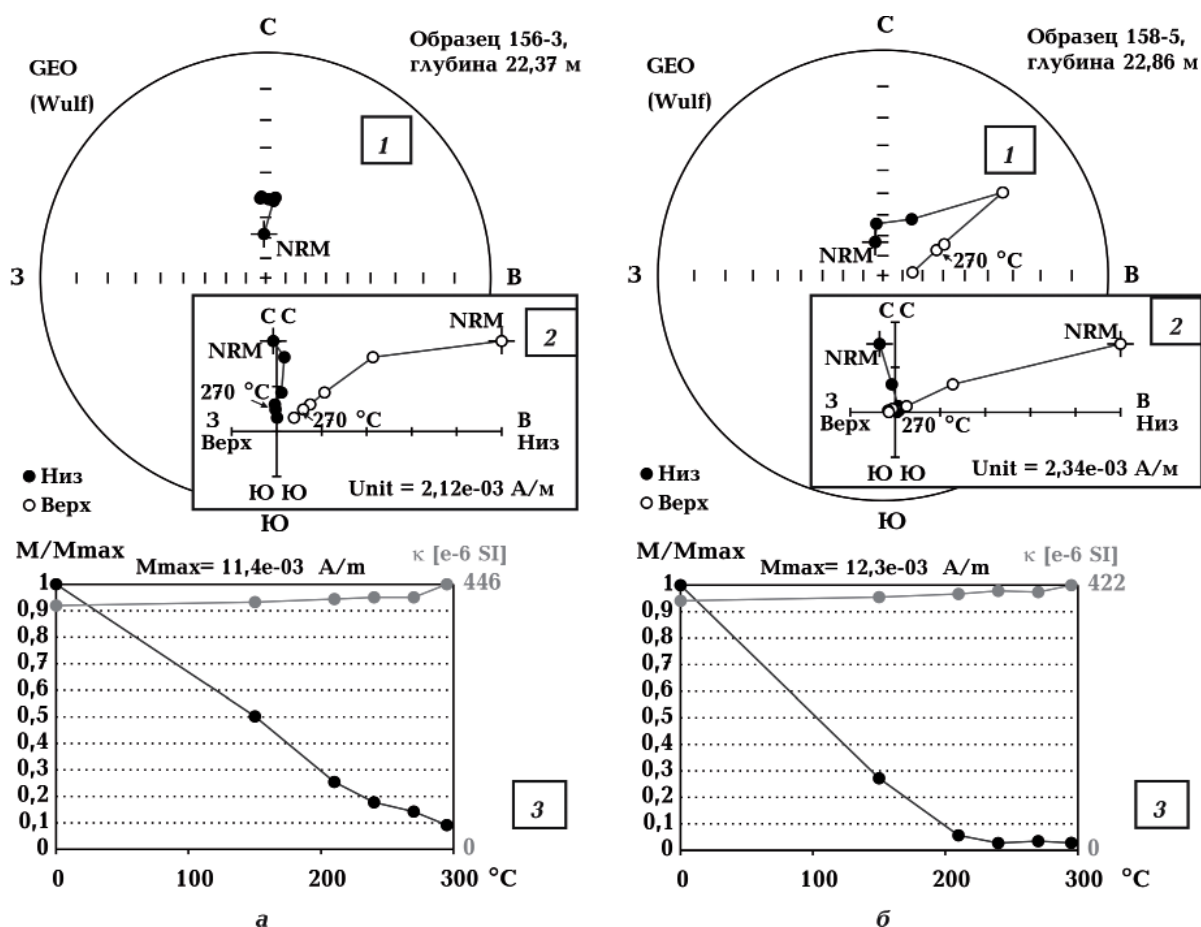 С
Образец 156-3,
глубина 22,37 м
GEO
(Wulf)
1
NRM
З
В
С С
NRM
2
NRM
270 °C
270 °C
З
Верх
В
Низ
Ю Ю
Unit = 2,12e-03 А/м
Низ
Верх
Ю
M/Mmax
Mmax= 11,4e-03 A/m
κ [e-6 SI]
1
446
0,9
0,8
0,7
0,6
0,5
0,4
0,3
0,2
0,1
0
0
3
0
100
200
300 °C
а
С
Образец 158-5,
глубина 22,86 м
GEO
(Wulf)
1
NRM
270 °C
З
В
С С
NRM
2
NRM
З
Верх
270 °C
В
Низ
Ю Ю
Unit = 2,34e-03 А/м
Низ
Верх
Ю
M/Mmax
Mmax= 12,3e-03 A/m
κ [e-6 SI]
1
422
0,9
0,8
0,7
0,6
0,5
0,4
0,3
0,2
0,1
0
0
3
0
100
200
300 °C
б